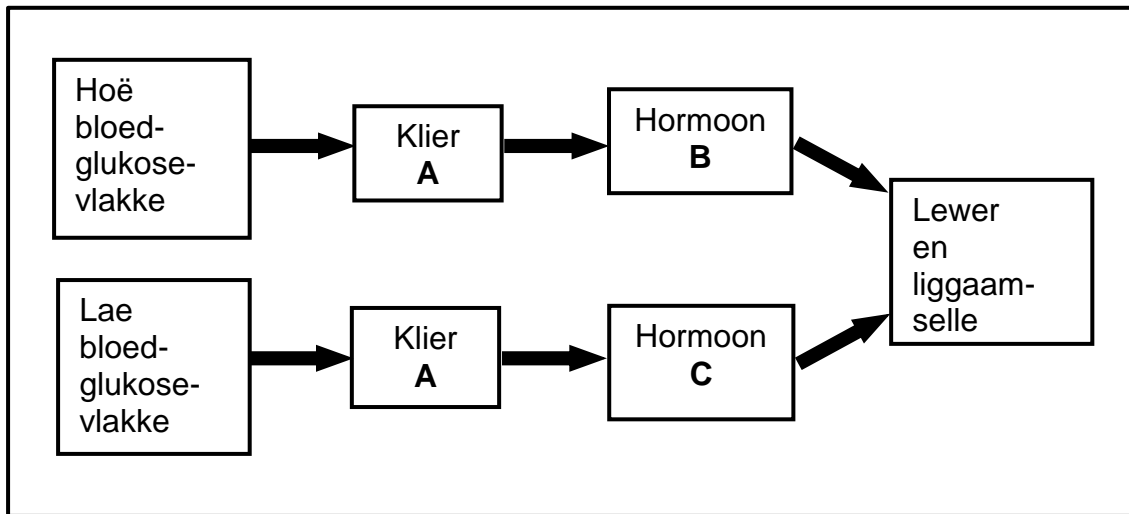 Hoë
bloed-
glukose-
vlakke
Klier
A
Hormoon
B
Lewer
en
liggaam-
selle
Lae
bloed-
glukose-
vlakke
Klier
A
Hormoon
C